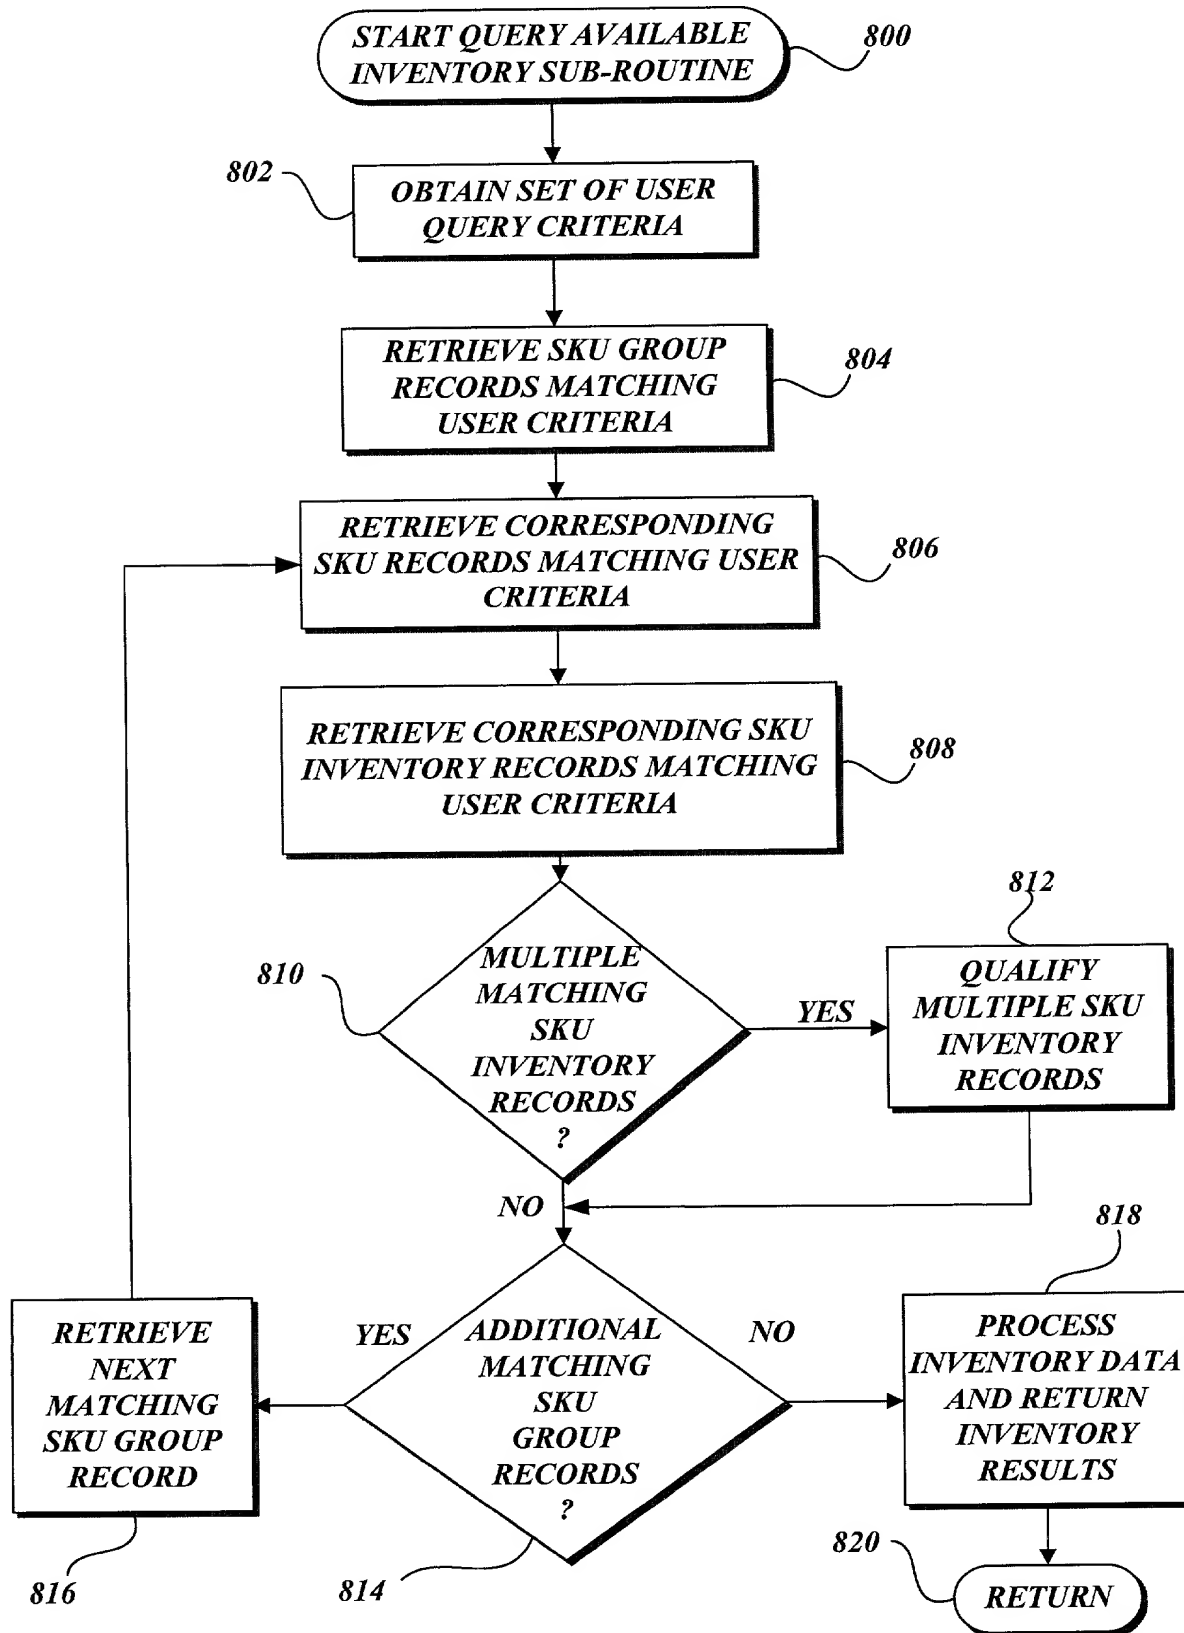 START QUERY AVAILABLE
INVENTORY SUB-ROUTINE
800
802
OBTAIN SET OF USER
QUERY CRITERIA
RETRIEVE SKU GROUP
RECORDS MATCHING
USER CRITERIA
804
RETRIEVE CORRESPONDING
SKU RECORDS MATCHING USER
CRITERIA
806
RETRIEVE CORRESPONDING SKU
INVENTORY RECORDS MATCHING
USER CRITERIA
808
810
MULTIPLE
MATCHING
SKU
INVENTORY
RECORDS
?
YES
812
QUALIFY
MULTIPLE SKU
INVENTORY
RECORDS
NO
818
RETRIEVE
NEXT
MATCHING
SKU GROUP
RECORD
816
YES
ADDITIONAL
MATCHING
SKU
GROUP
RECORDS
?
814
NO
PROCESS
INVENTORY DATA
AND RETURN
INVENTORY
RESULTS
820
RETURN